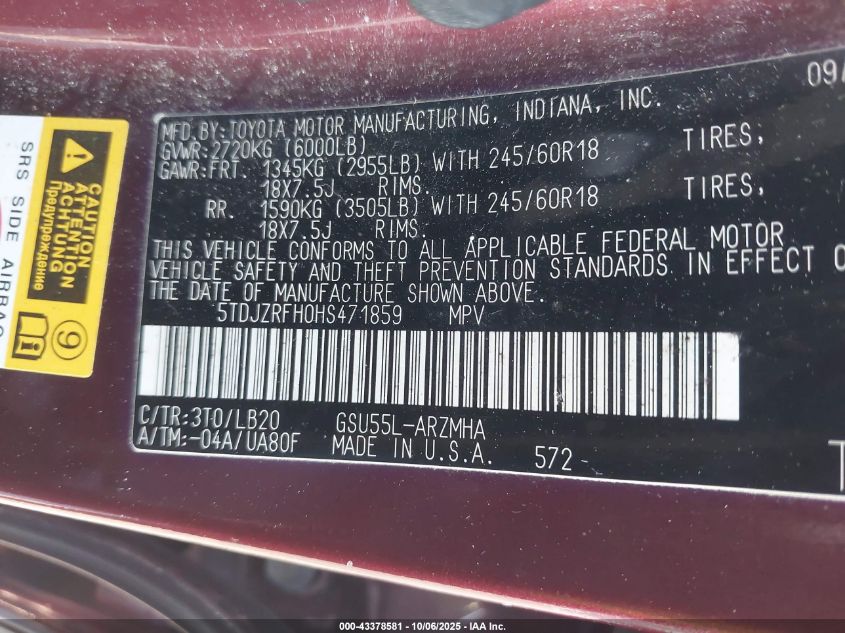 09/
MFD. BY: TOYOTA MOTOR MANUFACTURING, INDIANA, INC.
GVWR: 2720KG (6000LB)
GAWR: FRT. 1345KG (2955LB) WITH 245/60R18 TIRES,
18X7.5J RIMS.
RR. 1590KG (3505LB) WITH 245/60R18 TIRES,
18X7.5J RIMS.
THIS VEHICLE CONFORMS TO ALL APPLICABLE FEDERAL MOTOR
VEHICLE SAFETY AND THEFT PREVENTION STANDARDS IN EFFECT O
THE DATE OF MANUFACTURE SHOWN ABOVE.
5TDJZRFH0HS471859 MPV
C/TR: 3T0/LB20 GSU55L-ARZMHA
A/TM: -04A/UA80F MADE IN U.S.A. 572
T
SRS SIDE AIRBAG
CAUTION
ATTENTION
ACHTUNG
Предупреждение
9
000-43378581 - 10/06/2025 - IAA Inc.